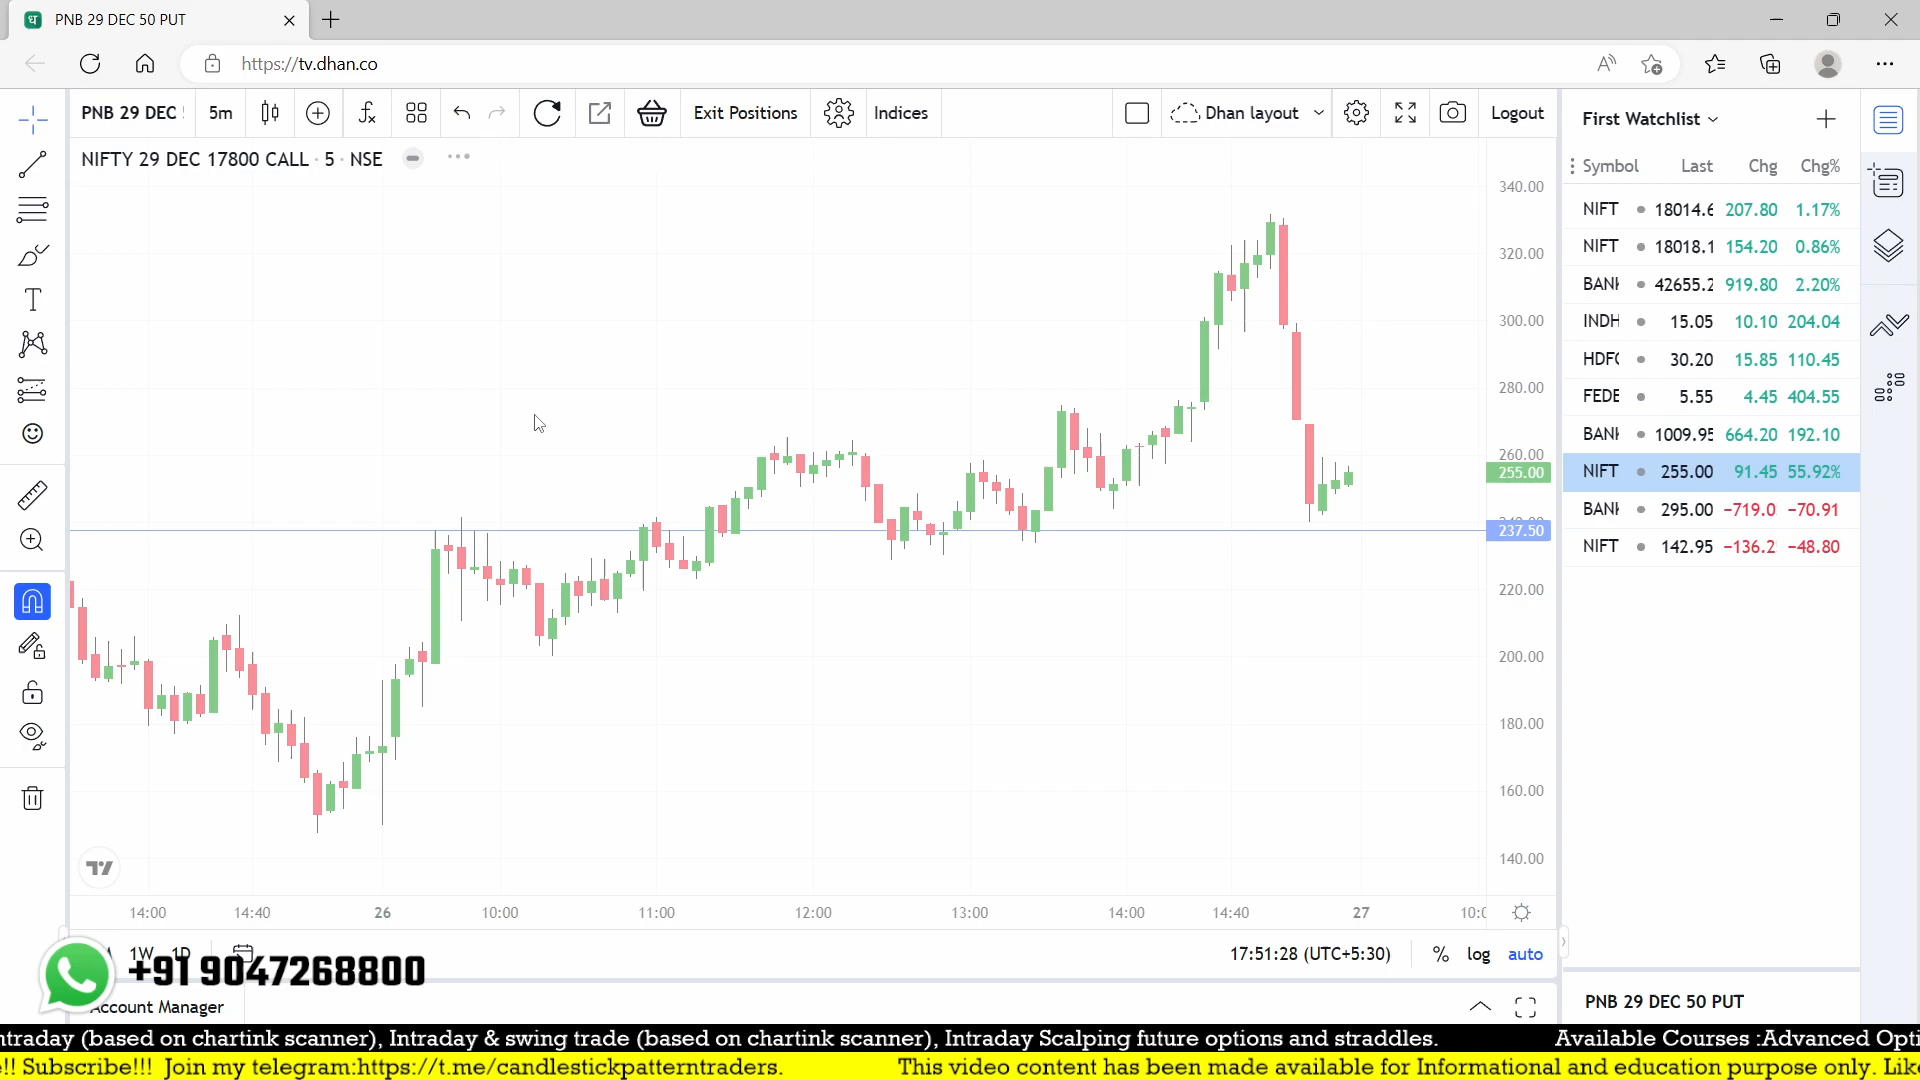 PNB 29 DEC 50 PUT
https://tv.dhan.co
PNB 29 DEC 5m Exit Positions Indices Dhan layout Logout
First Watchlist
NIFTY 29 DEC 17800 CALL · 5 · NSE
Symbol Last Chg Chg%
NIFT 18014.6 207.80 1.17%
NIFT 18018.1 154.20 0.86%
BANK 42655.2 919.80 2.20%
INDH 15.05 10.10 204.04
HDFC 30.20 15.85 110.45
FEDE 5.55 4.45 404.55
BANK 1009.95 664.20 192.10
NIFT 255.00 91.45 55.92%
BANK 295.00 −719.0 −70.91
NIFT 142.95 −136.2 −48.80
340.00
320.00
300.00
280.00
260.00
255.00
237.50
220.00
200.00
180.00
160.00
140.00
14:00 14:40 26 10:00 11:00 12:00 13:00 14:00 14:40 27
1W 1D
17:51:28 (UTC+5:30) % log auto
+91 9047268800
Account Manager
PNB 29 DEC 50 PUT
ntraday (based on chartink scanner), Intraday & swing trade (based on chartink scanner), Intraday Scalping future options and straddles. Available Courses :Advanced Opti
!! Subscribe!!! Join my telegram:https://t.me/candlestickpatterntraders. This video content has been made available for Informational and education purpose only. Like